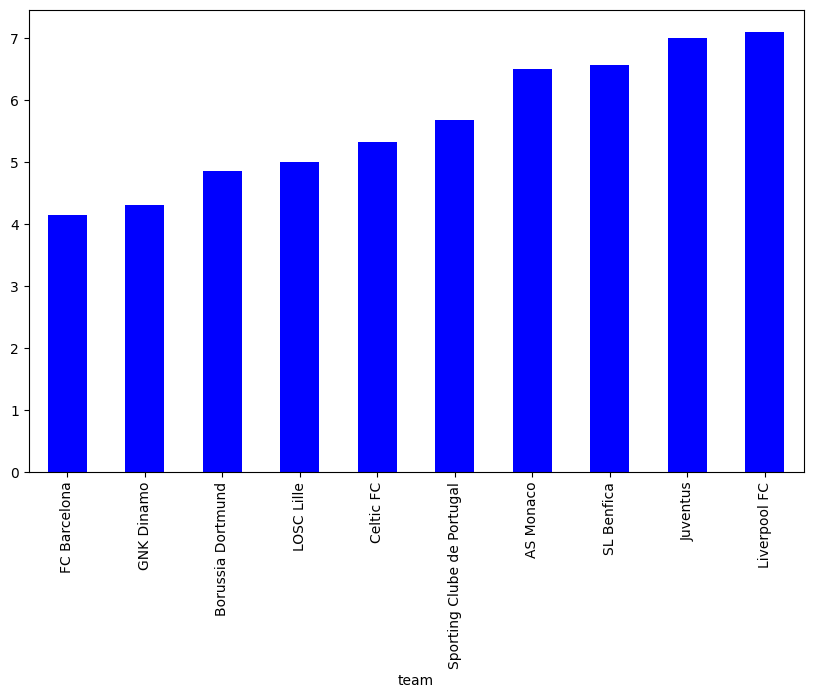 7
6
5
4
3
2
1
0
FC Barcelona
GNK Dinamo
Borussia Dortmund
LOSC Lille
Celtic FC
Sporting Clube de Portugal
AS Monaco
SL Benfica
Juventus
Liverpool FC
team